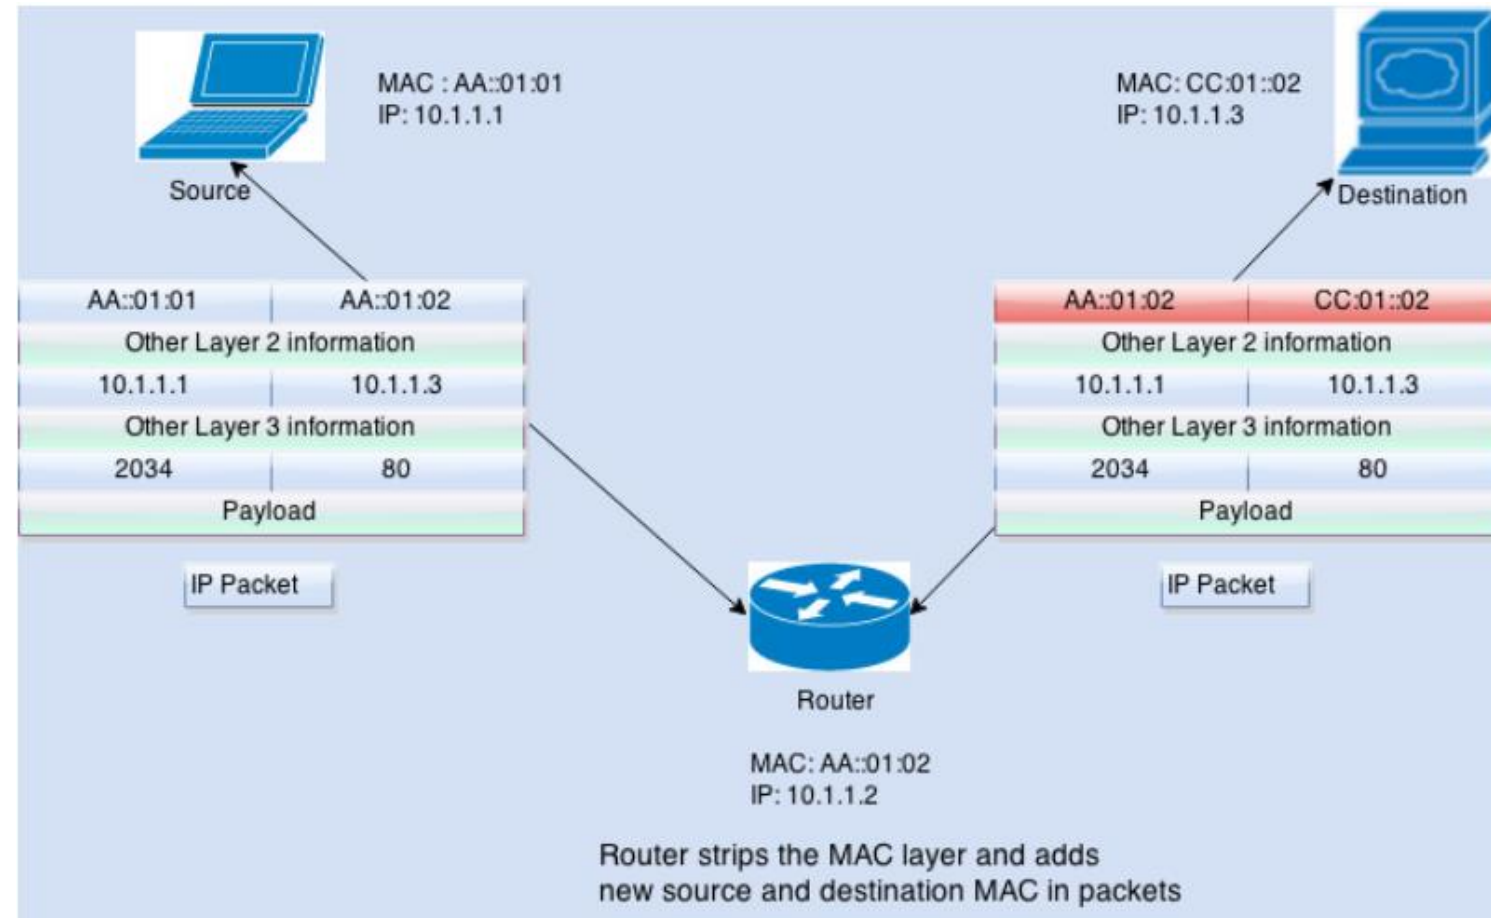 MAC : AA::01:01
IP: 10.1.1.1
Source
MAC: CC:01::02
IP: 10.1.1.3
Destination
AA::01:01 AA::01:02
Other Layer 2 information
10.1.1.1 10.1.1.3
Other Layer 3 information
2034 80
Payload
IP Packet
AA::01:02 CC:01::02
Other Layer 2 information
10.1.1.1 10.1.1.3
Other Layer 3 information
2034 80
Payload
IP Packet
Router
MAC: AA::01:02
IP: 10.1.1.2
Router strips the MAC layer and adds
new source and destination MAC in packets